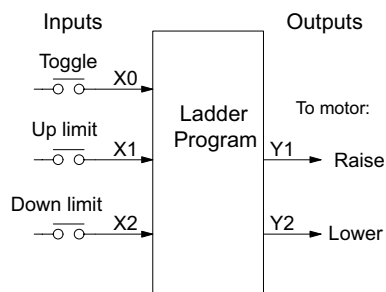 Inputs
Outputs
Toggle
X0
Ladder
Program
To motor:
Up limit
X1
Y1
Raise
Down limit
X2
Y2
Lower